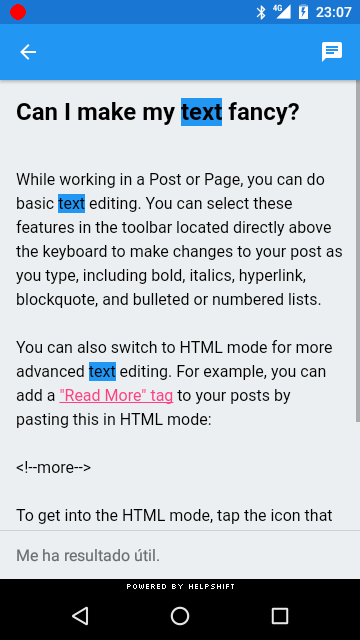 4G 23:07
Can I make my text fancy?
While working in a Post or Page, you can do
basic text editing. You can select these
features in the toolbar located directly above
the keyboard to make changes to your post as
you type, including bold, italics, hyperlink,
blockquote, and bulleted or numbered lists.
You can also switch to HTML mode for more
advanced text editing. For example, you can
add a "Read More" tag to your posts by
pasting this in HTML mode:
<!--more-->
To get into the HTML mode, tap the icon that
Me ha resultado útil.
POWERED BY HELPSHIFT